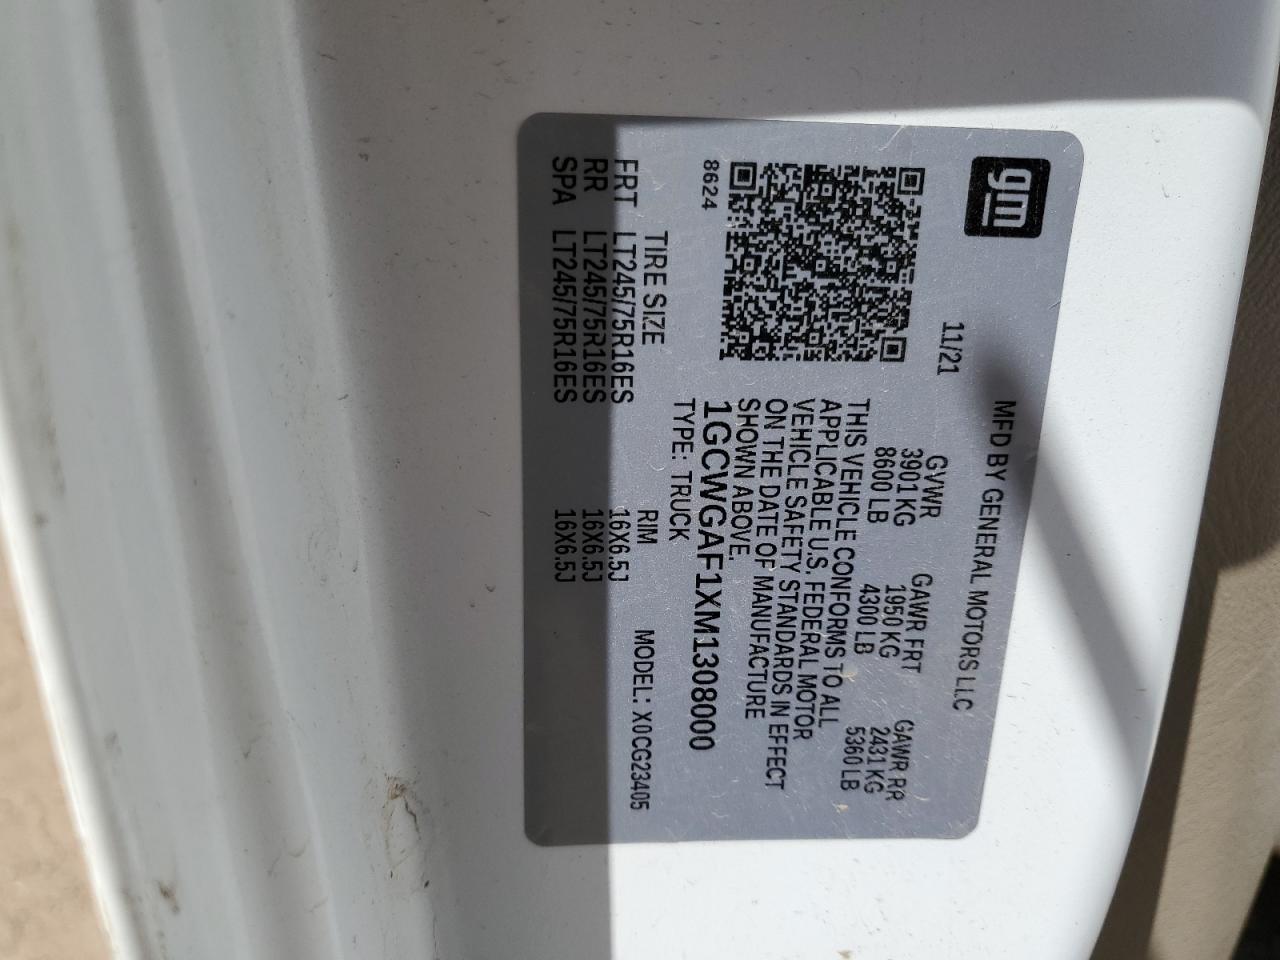 gm
MFD BY GENERAL MOTORS LLC
11/21
GVWR GAWR FRT GAWR RR
3901 KG 1950 KG 2431 KG
8600 LB 4300 LB 5360 LB
THIS VEHICLE CONFORMS TO ALL
APPLICABLE U.S. FEDERAL MOTOR
VEHICLE SAFETY STANDARDS IN EFFECT
ON THE DATE OF MANUFACTURE
SHOWN ABOVE.
8624
1GCWGAF1XM1308000
TYPE: TRUCK
TIRE SIZE RIM MODEL: X0CG23405
FRT LT245/75R16ES 16X6.5J
RR LT245/75R16ES 16X6.5J
SPA LT245/75R16ES 16X6.5J